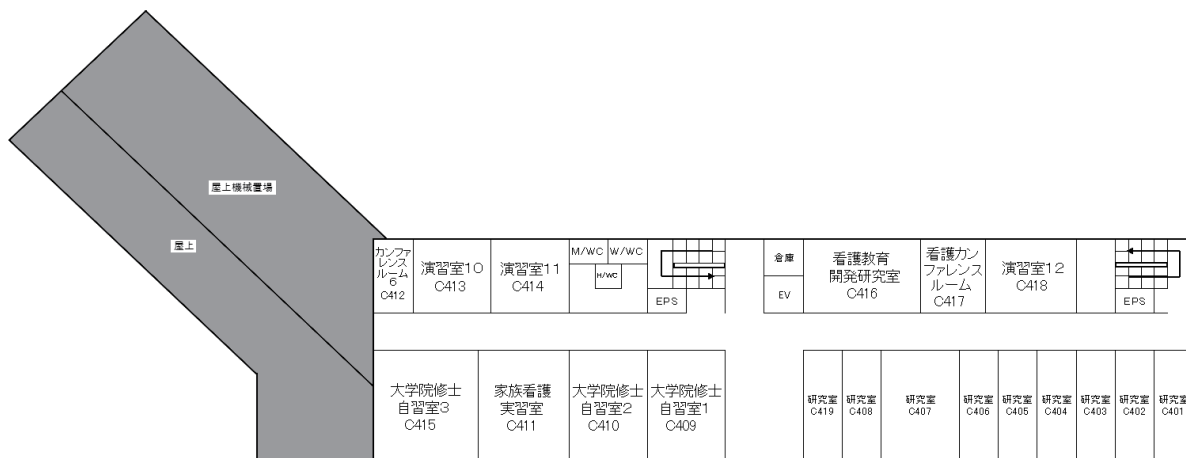 屋上機械置場
屋上
カンファ
レンス
ルーム
6
C412
演習室10
C413
演習室11
C414
M/WC
W/WC
H/WC
EPS
倉庫
EV
看護教育
開発研究室
C416
看護カン
ファレンス
ルーム
C417
演習室12
C418
EPS
大学院修士
自習室3
C415
家族看護
実習室
C411
大学院修士
自習室2
C410
大学院修士
自習室1
C409
研究室
C419
研究室
C408
研究室
C407
研究室
C406
研究室
C405
研究室
C404
研究室
C403
研究室
C402
研究室
C401